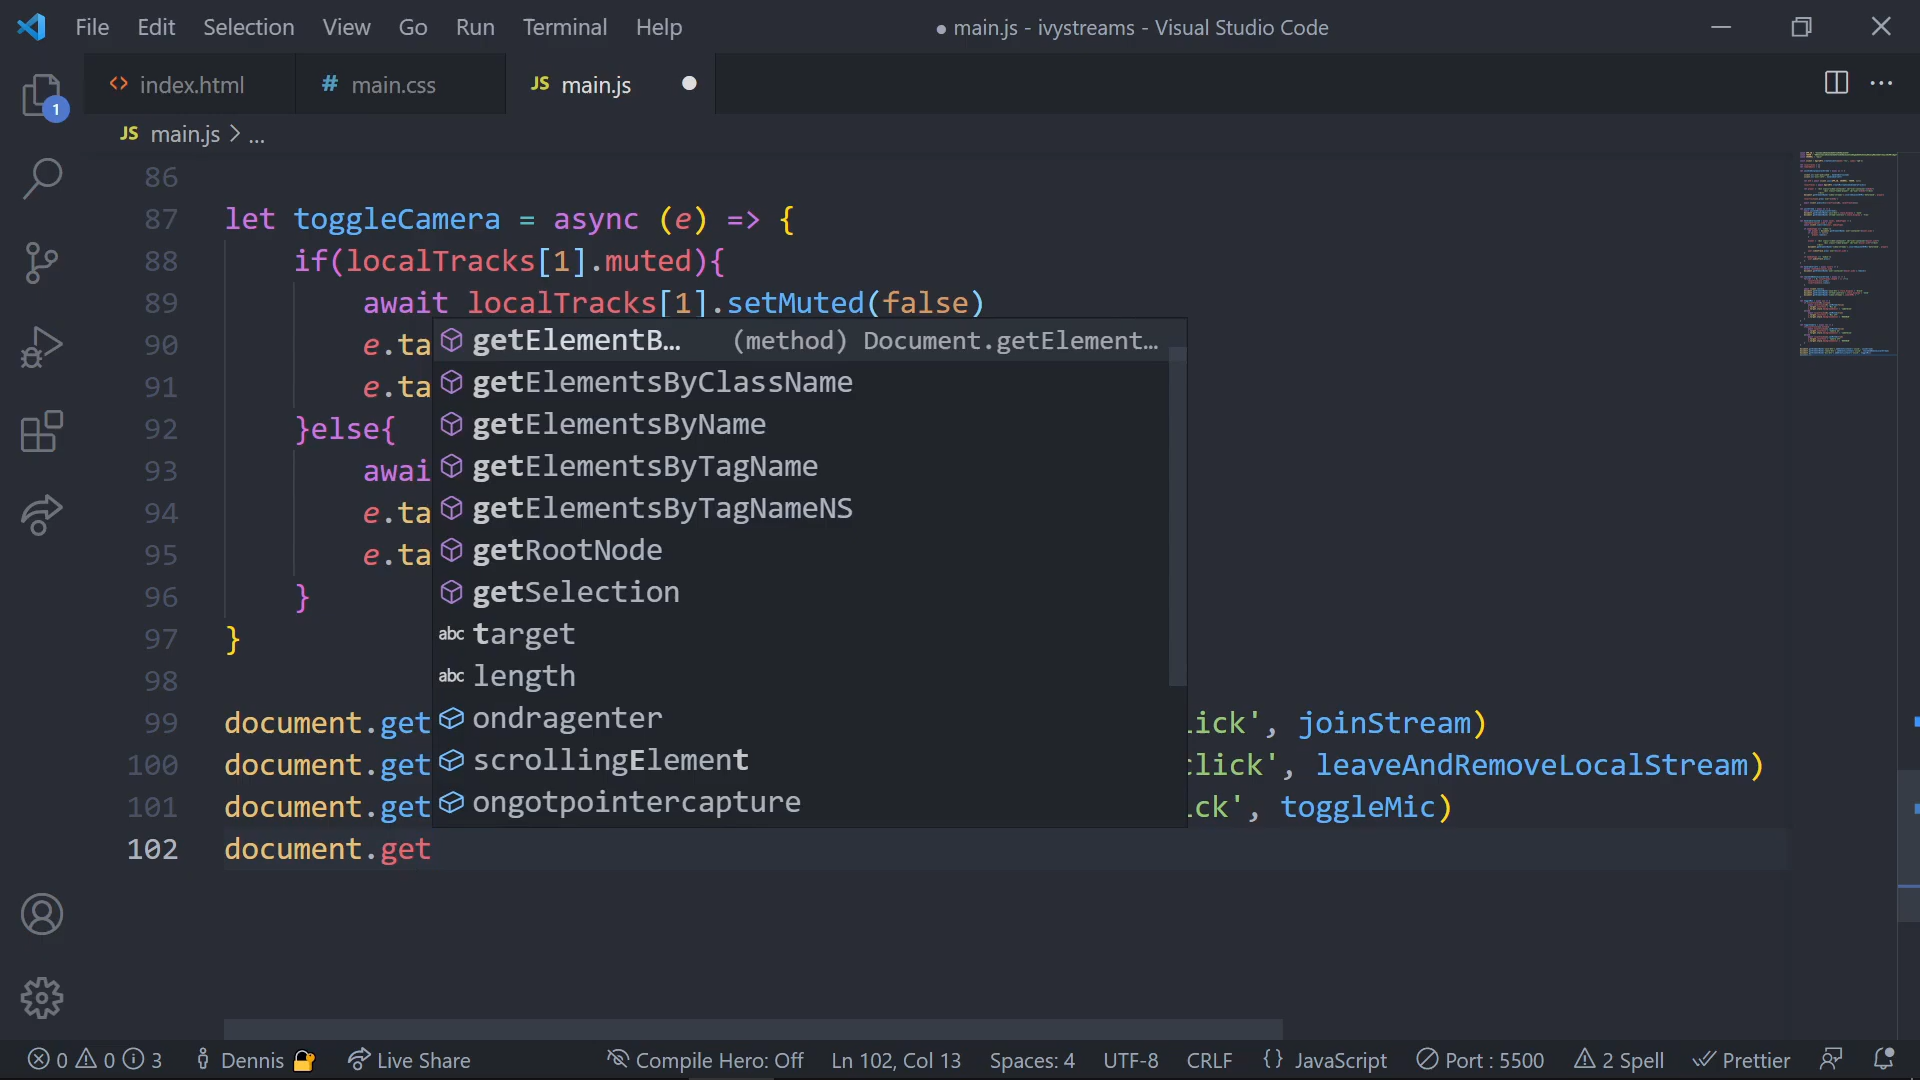 File Edit Selection View Go Run Terminal Help ● main.js - ivystreams - Visual Studio Code
<> index.html # main.css JS main.js
1
JS main.js > ...
86
87 let toggleCamera = async (e) => {
88 if(localTracks[1].muted){
89 await localTracks[1].setMuted(false)
90 e.ta
getElementB... (method) Document.getElement...
91 e.ta
getElementsByClassName
92 }else{
getElementsByName
93 awai
getElementsByTagName
94 e.ta
getElementsByTagNameNS
95 e.ta
getRootNode
96 }
getSelection
97 }
abc target
98
abc length
99 document.get
ondragenter
ick', joinStream)
100 document.get
scrollingElement
click', leaveAndRemoveLocalStream)
101 document.get
ongotpointercapture
ck', toggleMic)
102 document.get
0 0 3 Dennis Live Share Compile Hero: Off Ln 102, Col 13 Spaces: 4 UTF-8 CRLF {} JavaScript Port : 5500 2 Spell Prettier